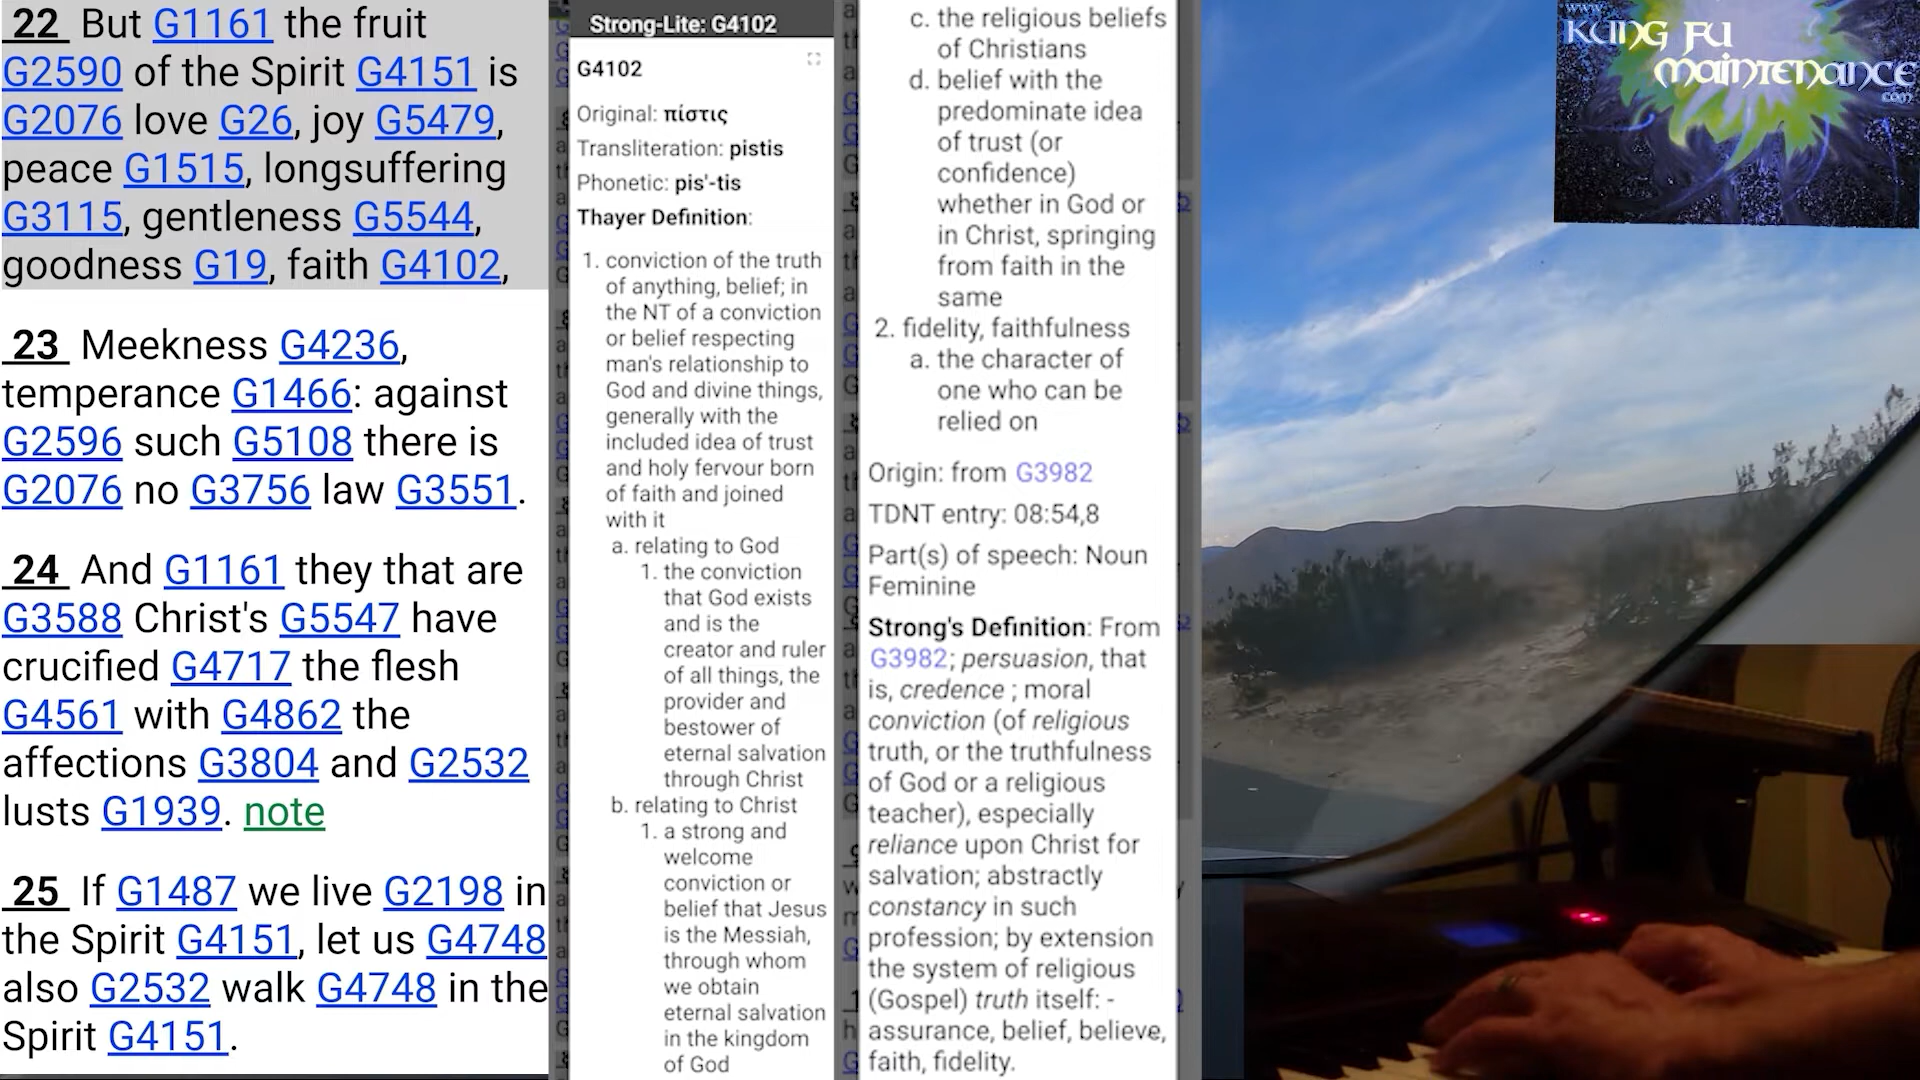 22 But G1161 the fruit
G2590 of the Spirit G4151 is
G2076 love G26, joy G5479,
peace G1515, longsuffering
G3115, gentleness G5544,
goodness G19, faith G4102,
23 Meekness G4236,
temperance G1466: against
G2596 such G5108 there is
G2076 no G3756 law G3551.
24 And G1161 they that are
G3588 Christ's G5547 have
crucified G4717 the flesh
G4561 with G4862 the
affections G3804 and G2532
lusts G1939. note
25 If G1487 we live G2198 in
the Spirit G4151, let us G4748
also G2532 walk G4748 in the
Spirit G4151.
Strong-Lite: G4102
G4102
Original: πίστις
Transliteration: pistis
Phonetic: pis'-tis
Thayer Definition:
1. conviction of the truth
of anything, belief; in
the NT of a conviction
or belief respecting
man's relationship to
God and divine things,
generally with the
included idea of trust
and holy fervour born
of faith and joined
with it
a. relating to God
1. the conviction
that God exists
and is the
creator and ruler
of all things, the
provider and
bestower of
eternal salvation
through Christ
b. relating to Christ
1. a strong and
welcome
conviction or
belief that Jesus
is the Messiah,
through whom
we obtain
eternal salvation
in the kingdom
of God
c. the religious beliefs
of Christians
d. belief with the
predominate idea
of trust (or
confidence)
whether in God or
in Christ, springing
from faith in the
same
2. fidelity, faithfulness
a. the character of
one who can be
relied on
Origin: from G3982
TDNT entry: 08:54,8
Part(s) of speech: Noun
Feminine
Strong's Definition: From
G3982; persuasion, that
is, credence ; moral
conviction (of religious
truth, or the truthfulness
of God or a religious
teacher), especially
reliance upon Christ for
salvation; abstractly
constancy in such
profession; by extension
the system of religious
(Gospel) truth itself: -
assurance, belief, believe,
faith, fidelity.
www.
Kung Fu
Maintenance
.com